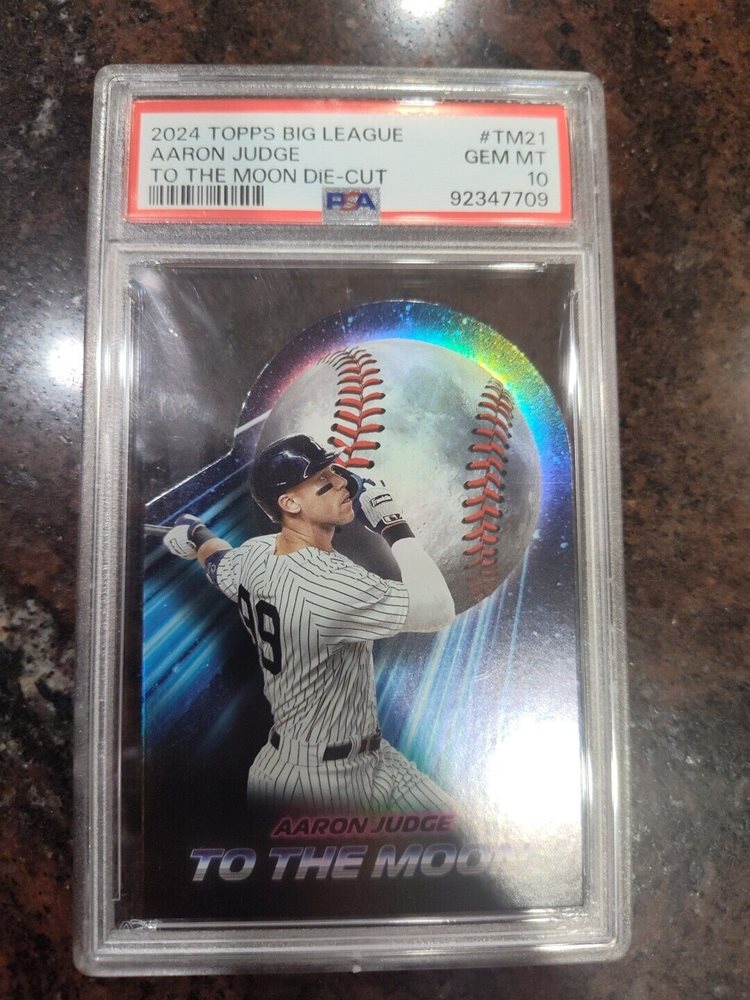 2024 TOPPS BIG LEAGUE #TM21
AARON JUDGE GEM MT
TO THE MOON DiE-CUT 10
PSA 92347709
99
AARON JUDGE
TO THE MOON